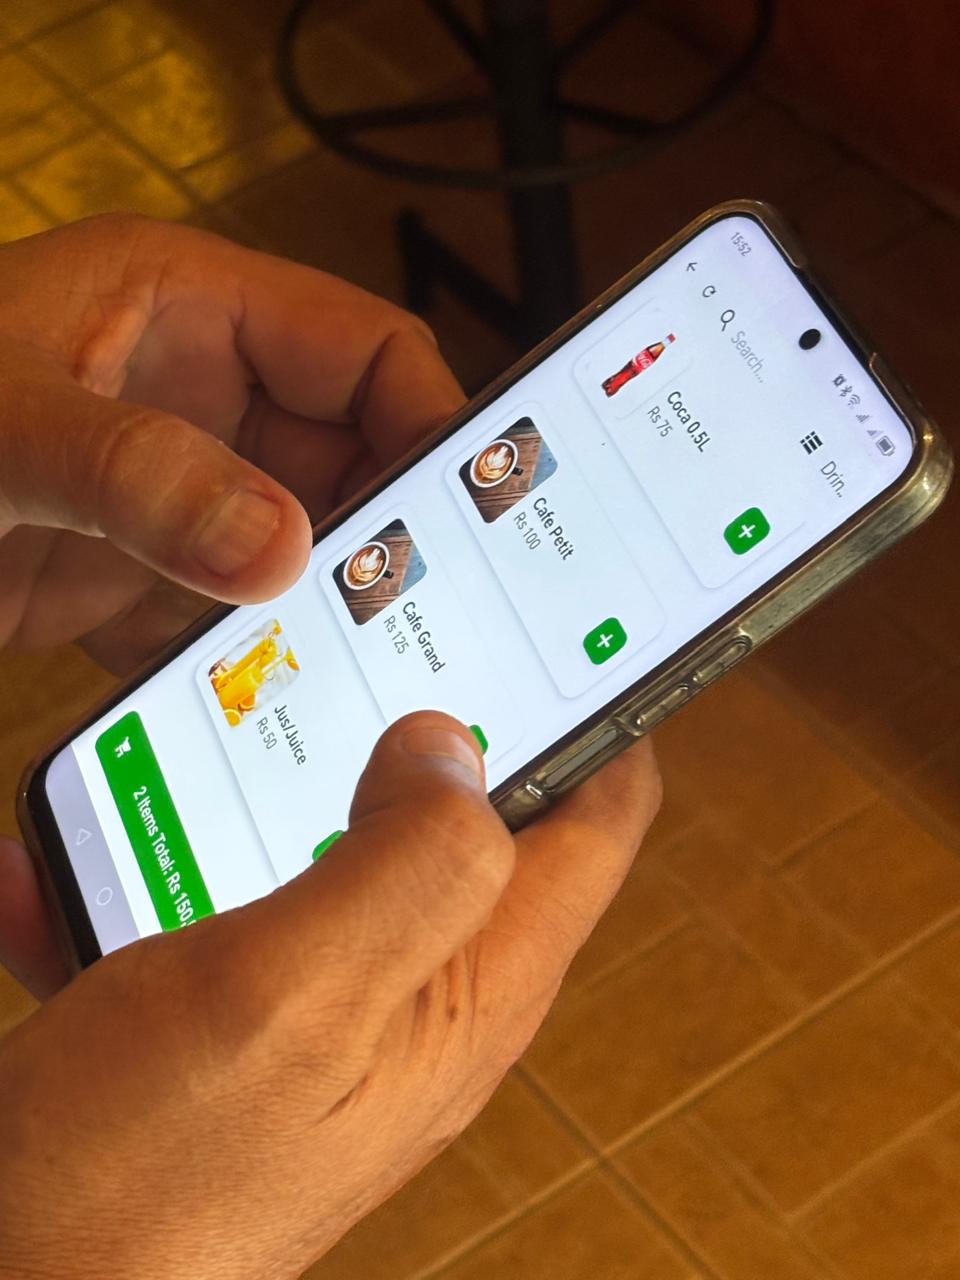 15:52
Search...
Drin..
Coca 0.5L
Rs 75
Cafe Petit
Rs 100
Cafe Grand
Rs 125
Jus/Juice
Rs 50
2 Items Total: Rs 150